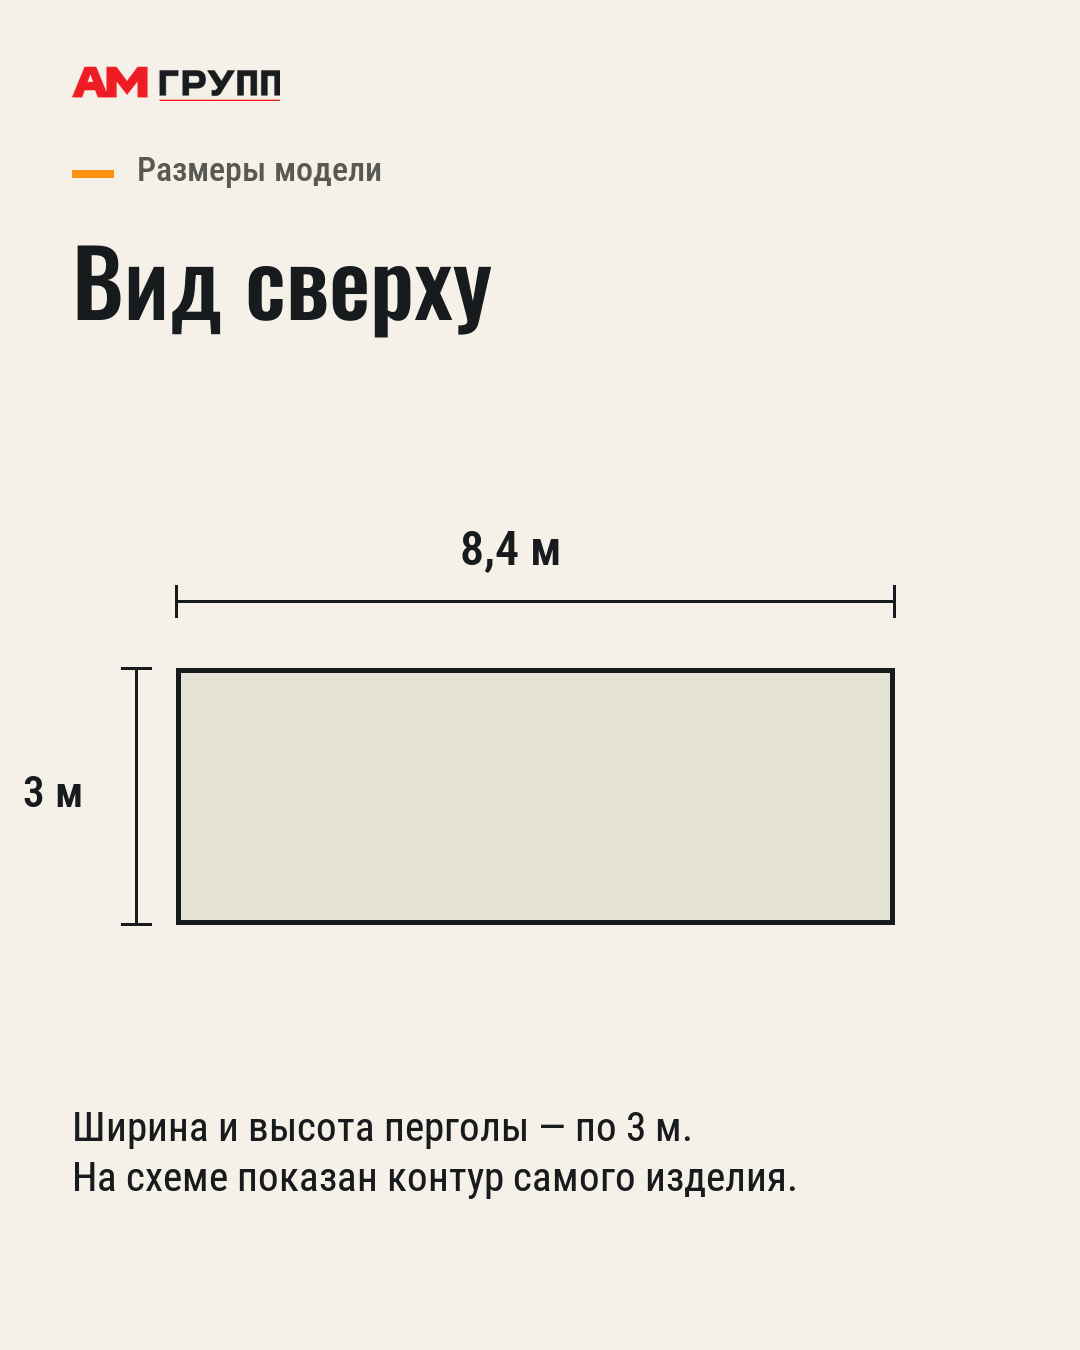 АМ ГРУПП
Размеры модели
Вид сверху
8,4 м
3 м
Ширина и высота перголы — по 3 м.
На схеме показан контур самого изделия.